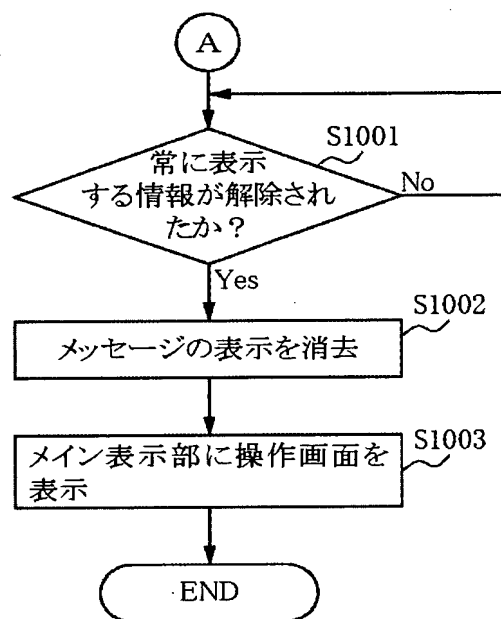 A
S1001
常に表示
する情報が解除され
たか？
No
Yes
S1002
メッセージの表示を消去
S1003
メイン表示部に操作画面を
表示
END